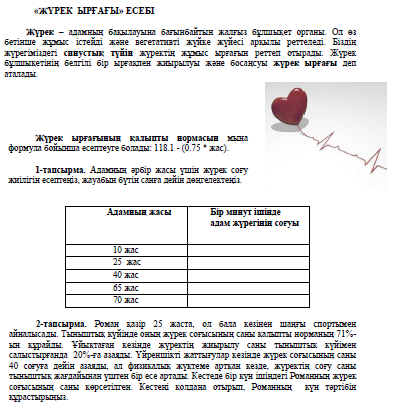 «ЖҮРЕК ЫРҒАҒЫ» ЕСЕБІ
Жүрек – адамның бақылауына бағынбайтын жалғыз бұлшықет органы. Ол өз
бетінше жұмыс істейді және вегетативті жүйке жүйесі арқылы реттеледі. Біздің
жүрегіміздегі синустық түйін жүректің жұмыс ырғағын реттеп отырады. Жүрек
бұлшықетінің белгілі бір ырғақпен жиырылуы және босаңсуы жүрек ырғағы деп
аталады.
Жүрек ырғағының қалыпты нормасын мына
формула бойынша есептеуге болады: 118.1 - (0.75 * жас).
1-тапсырма. Адамның әрбір жасы үшін жүрек соғу
жиілігін есептеңіз, жауабын бүтін санға дейін дөңгелектеңіз.
Адамның жасы
Бір минут ішінде
адам жүрегінің соғуы
10 жас
25 жас
40 жас
65 жас
70 жас
2-тапсырма. Роман қазір 25 жаста, ол бала кезінен шаңғы спортымен
айналысады. Тыныштық күйінде оның жүрек соғысының саны қалыпты норманың 71%-
ын құрайды. Ұйықтаған кезінде жүректің жиырылу саны тыныштық күйімен
салыстырғанда 20%-ға азаяды. Үйреншікті жаттығулар кезінде жүрек соғысының саны
40 соғуға дейін азаяды, ал физикалық жүктеме артқан кезде, жүректің соғу саны
тыныштық жағдайынан үштен бір есе артады. Кестеде бір күн ішіндегі Романның жүрек
соғысының саны көрсетілген. Кестені қолдана отырып, Романның күн тәртібін
құрастырыңыз.